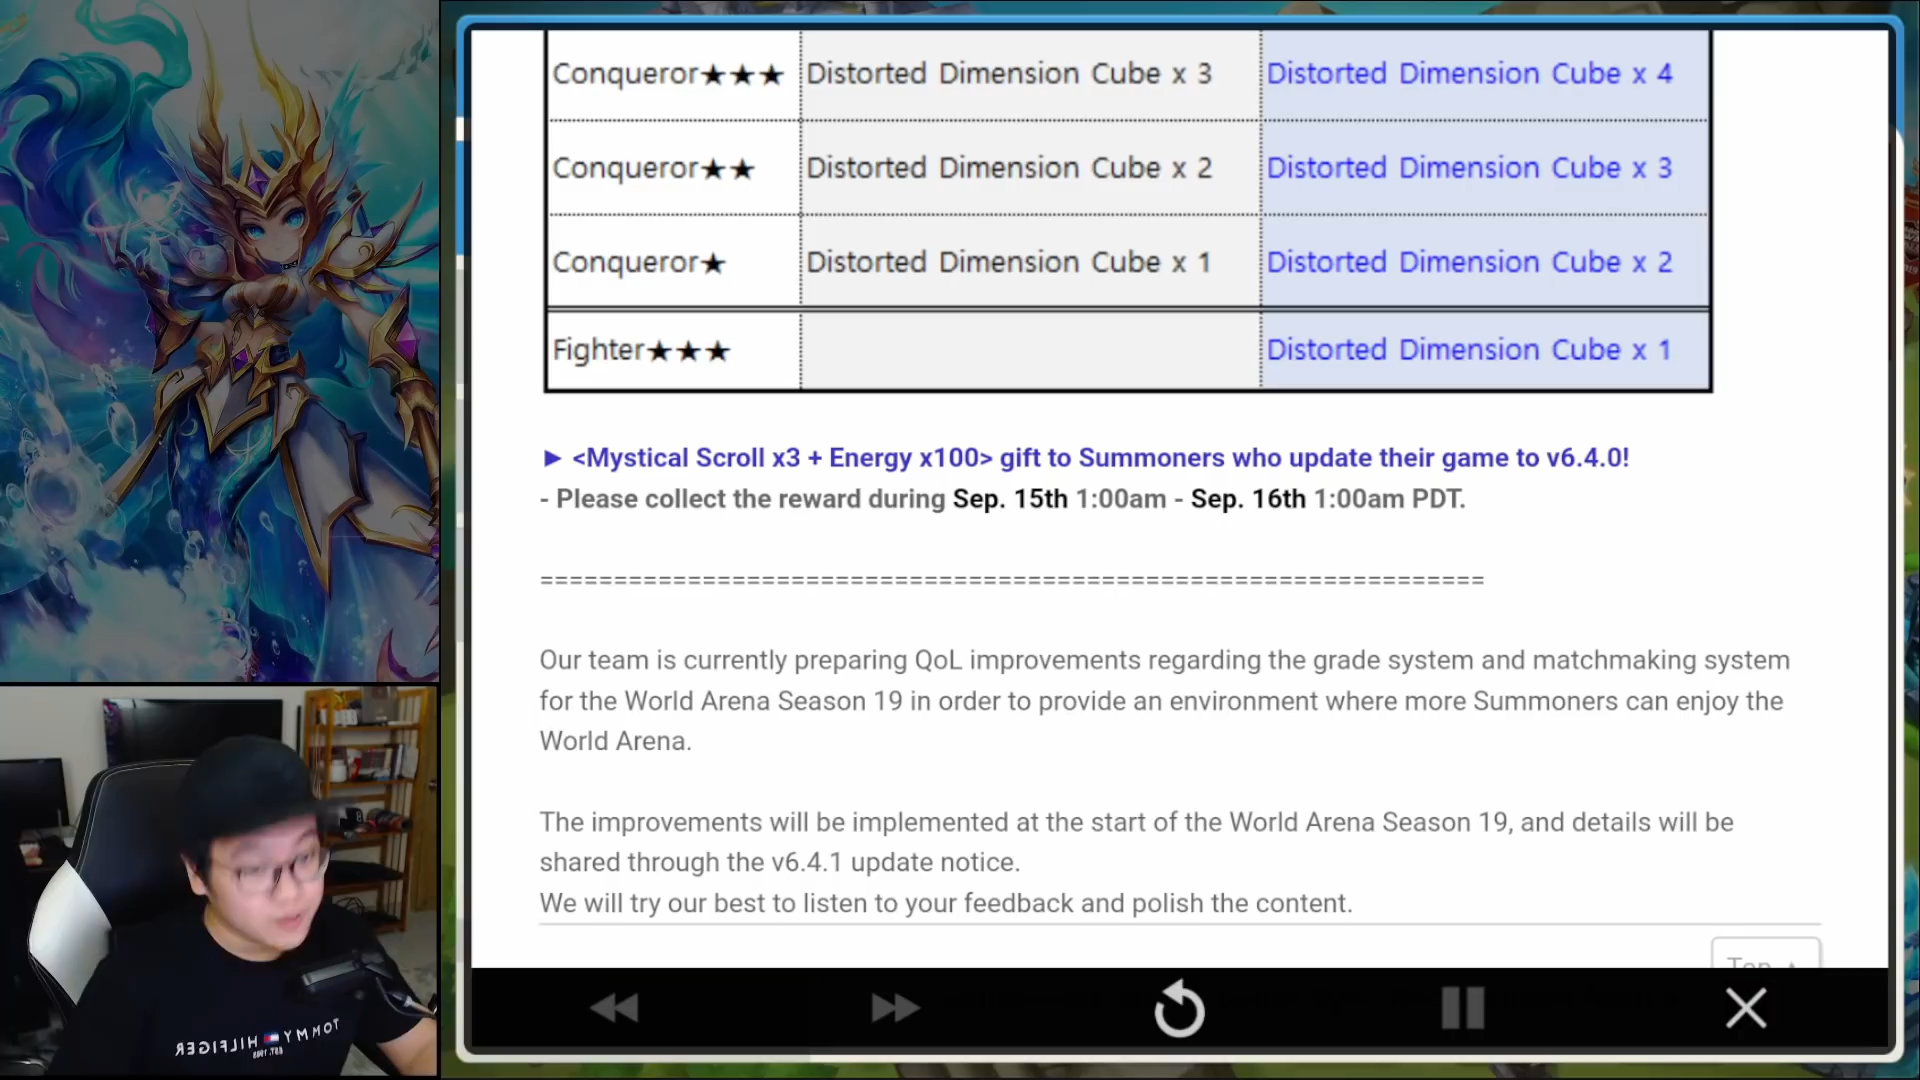 Conqueror★★★ Distorted Dimension Cube x 3 Distorted Dimension Cube x 4
Conqueror★★ Distorted Dimension Cube x 2 Distorted Dimension Cube x 3
Conqueror★ Distorted Dimension Cube x 1 Distorted Dimension Cube x 2
Fighter★★★ Distorted Dimension Cube x 1
► <Mystical Scroll x3 + Energy x100> gift to Summoners who update their game to v6.4.0!
- Please collect the reward during Sep. 15th 1:00am - Sep. 16th 1:00am PDT.
================================================================
Our team is currently preparing QoL improvements regarding the grade system and matchmaking system
for the World Arena Season 19 in order to provide an environment where more Summoners can enjoy the
World Arena.
The improvements will be implemented at the start of the World Arena Season 19, and details will be
shared through the v6.4.1 update notice.
We will try our best to listen to your feedback and polish the content.
Top ▲
TOMMY HILFIGER
EST. 1985